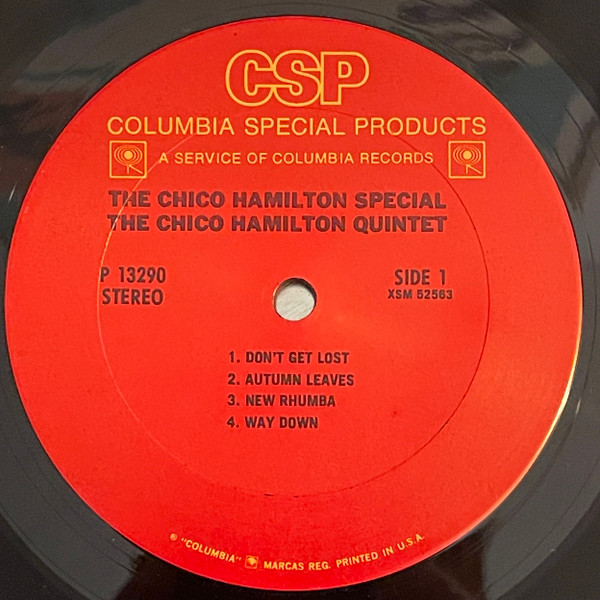 CSP
COLUMBIA SPECIAL PRODUCTS
A SERVICE OF COLUMBIA RECORDS
THE CHICO HAMILTON SPECIAL
THE CHICO HAMILTON QUINTET
P 13290
STEREO
SIDE 1
XSM 52563
1. DON'T GET LOST
2. AUTUMN LEAVES
3. NEW RHUMBA
4. WAY DOWN
® "COLUMBIA" MARCAS REG. PRINTED IN U.S.A.